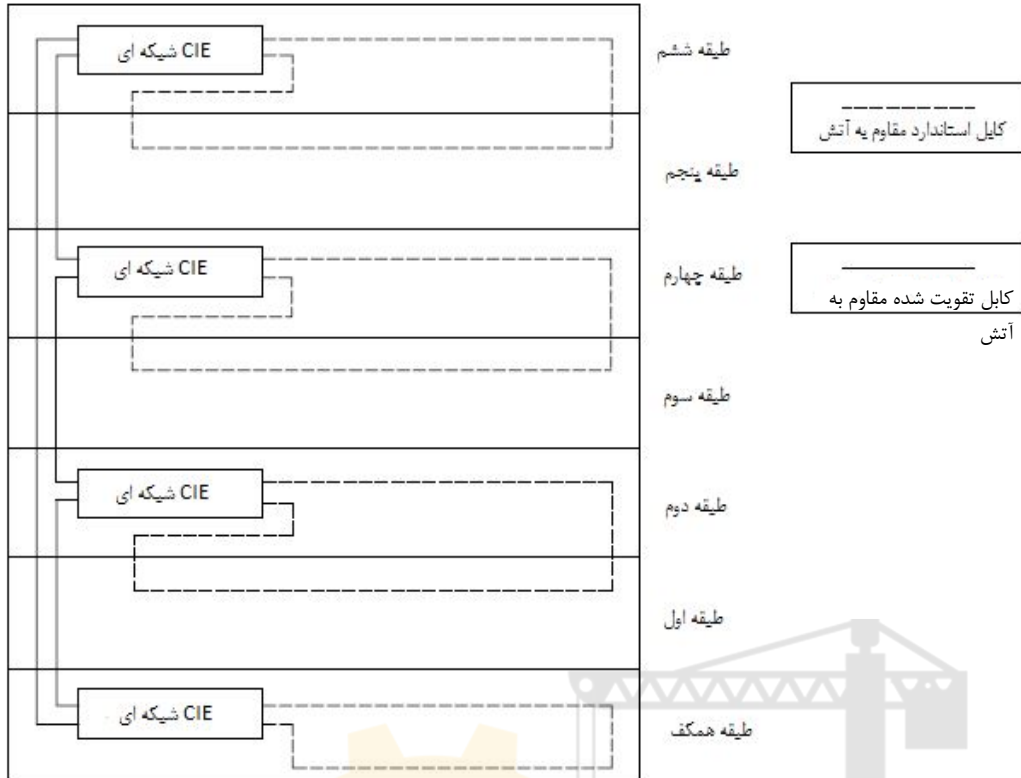 CIE شبکه ای
طبقه ششم
کابل استاندارد مقاوم به آتش
طبقه پنجم
CIE شبکه ای
طبقه چهارم
کابل تقویت شده مقاوم به
آتش
طبقه سوم
CIE شبکه ای
طبقه دوم
طبقه اول
CIE شبکه ای
طبقه همکف